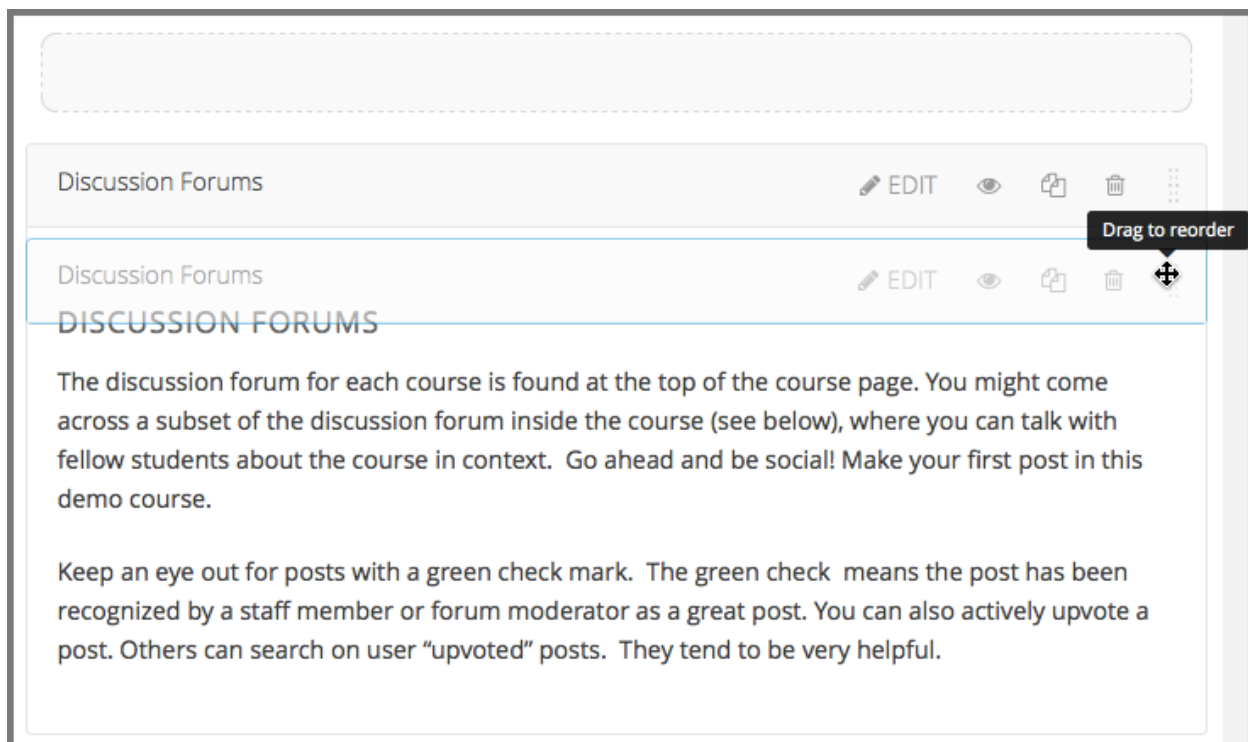 Discussion Forums EDIT
Drag to reorder
Discussion Forums EDIT
DISCUSSION FORUMS
The discussion forum for each course is found at the top of the course page. You might come
across a subset of the discussion forum inside the course (see below), where you can talk with
fellow students about the course in context.  Go ahead and be social! Make your first post in this
demo course.
Keep an eye out for posts with a green check mark.  The green check  means the post has been
recognized by a staff member or forum moderator as a great post. You can also actively upvote a
post. Others can search on user “upvoted” posts.  They tend to be very helpful.